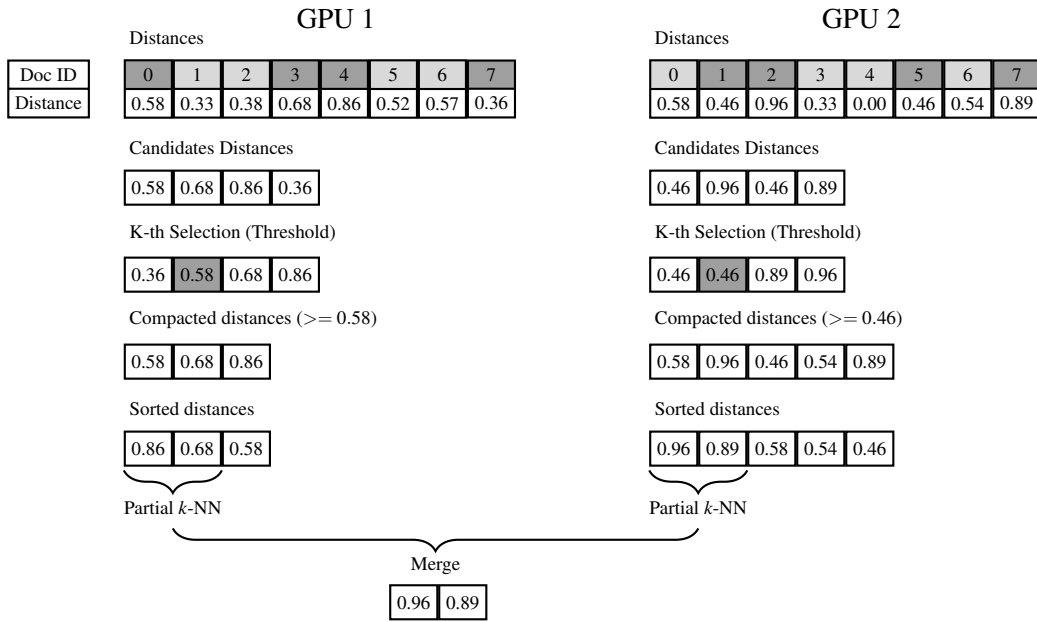 GPU 1
Distances
Doc ID 0 1 2 3 4 5 6 7
Distance 0.58 0.33 0.38 0.68 0.86 0.52 0.57 0.36
Candidates Distances
0.58 0.68 0.86 0.36
K-th Selection (Threshold)
0.36 0.58 0.68 0.86
Compacted distances (>= 0.58)
0.58 0.68 0.86
Sorted distances
0.86 0.68 0.58
Partial k-NN
GPU 2
Distances
0 1 2 3 4 5 6 7
0.58 0.46 0.96 0.33 0.00 0.46 0.54 0.89
Candidates Distances
0.46 0.96 0.46 0.89
K-th Selection (Threshold)
0.46 0.46 0.89 0.96
Compacted distances (>= 0.46)
0.58 0.96 0.46 0.54 0.89
Sorted distances
0.96 0.89 0.58 0.54 0.46
Partial k-NN
Merge
0.96 0.89